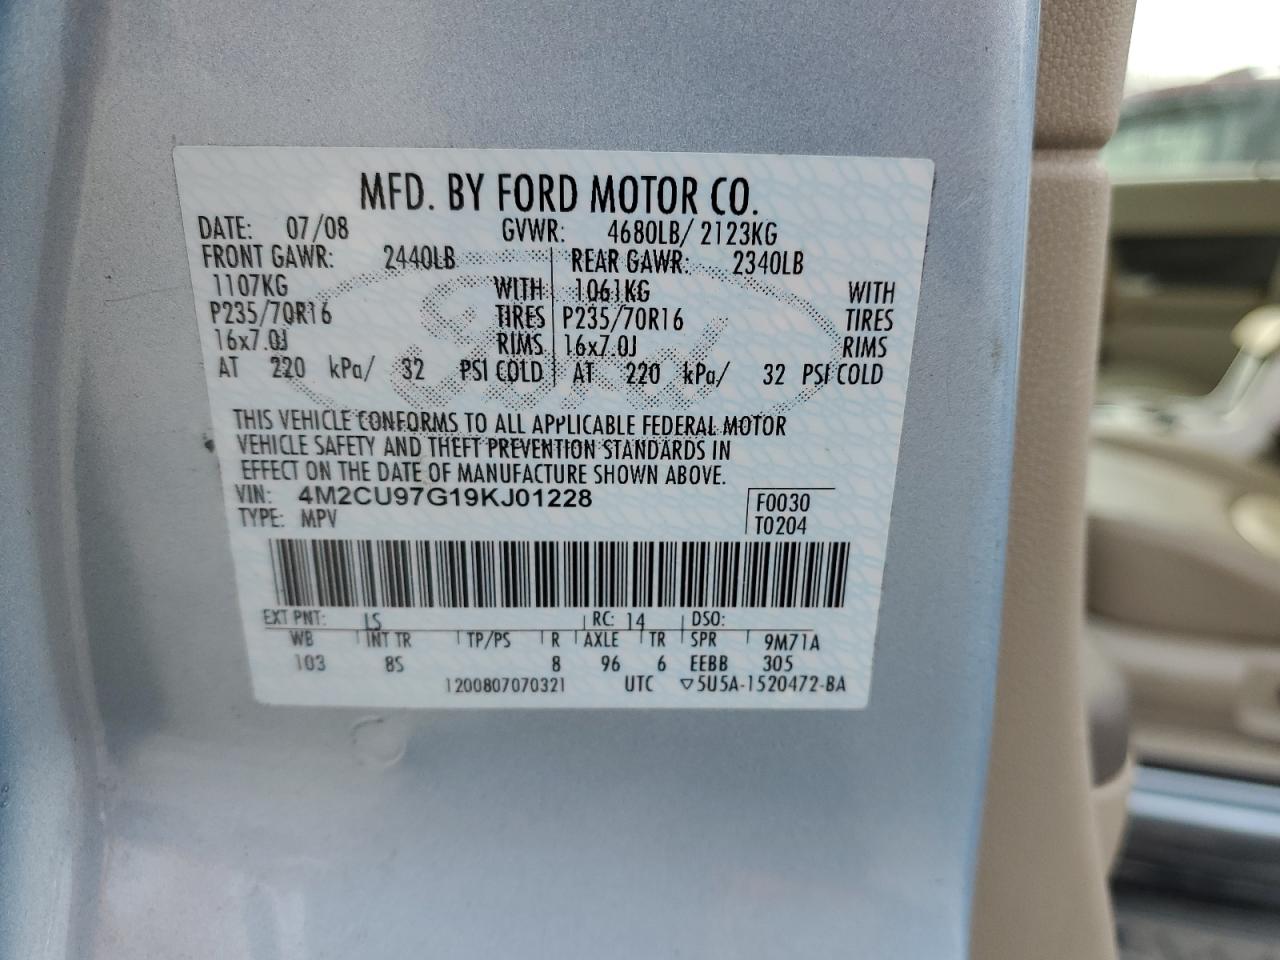 MFD. BY FORD MOTOR CO.
DATE: 07/08 GVWR: 4680LB/ 2123KG
FRONT GAWR: 2440LB REAR GAWR: 2340LB
1107KG WITH 1061KG WITH
P235/70R16 TIRES P235/70R16 TIRES
16x7.0J RIMS 16x7.0J RIMS
AT 220 kPa/ 32 PSI COLD AT 220 kPa/ 32 PSI COLD
THIS VEHICLE CONFORMS TO ALL APPLICABLE FEDERAL MOTOR
VEHICLE SAFETY AND THEFT PREVENTION STANDARDS IN
EFFECT ON THE DATE OF MANUFACTURE SHOWN ABOVE.
VIN: 4M2CU97G19KJ01228 F0030
TYPE: MPV T0204
EXT PNT: LS RC: 14 DSO:
WB INT TR TP/PS R AXLE TR SPR 9M71A
103 8S 8 96 6 EEBB 305
1200807070321 UTC ▽5U5A-1520472-BA